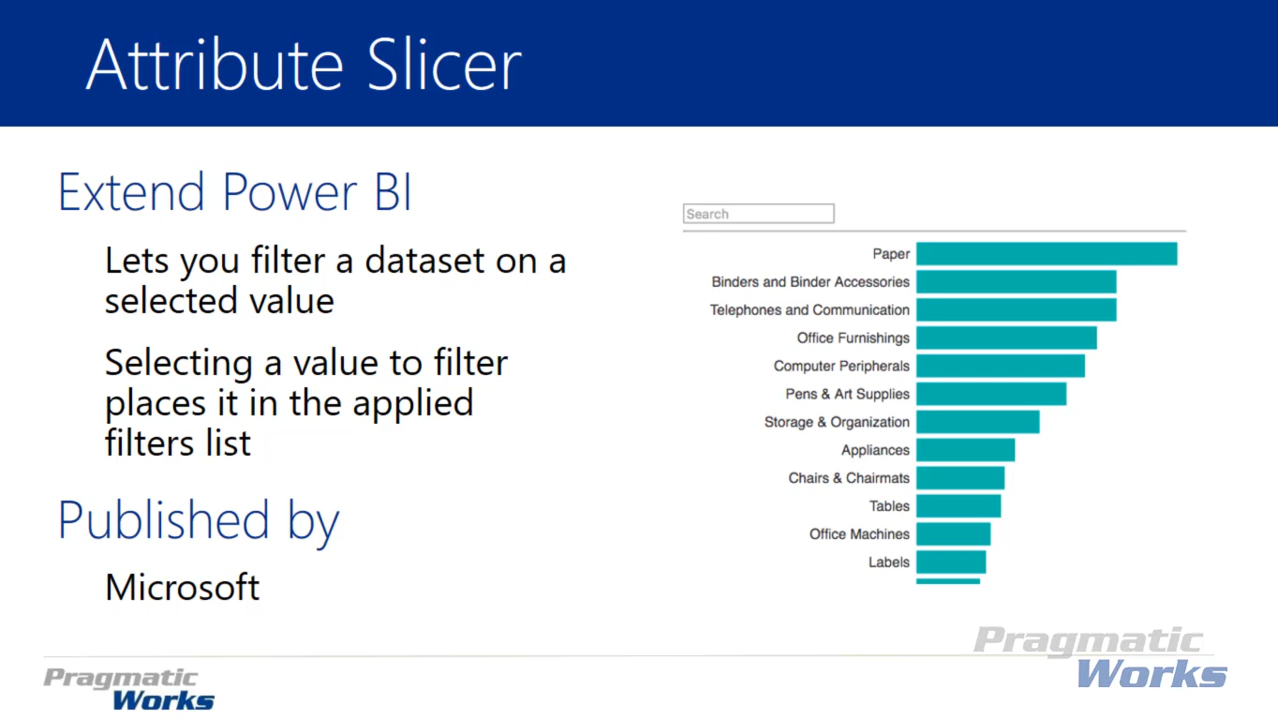 Attribute Slicer
Extend Power BI
Lets you filter a dataset on a
selected value
Selecting a value to filter
places it in the applied
filters list
Published by
Microsoft
Search
Paper
Binders and Binder Accessories
Telephones and Communication
Office Furnishings
Computer Peripherals
Pens & Art Supplies
Storage & Organization
Appliances
Chairs & Chairmats
Tables
Office Machines
Labels
Pragmatic
Works
Pragmatic
Works